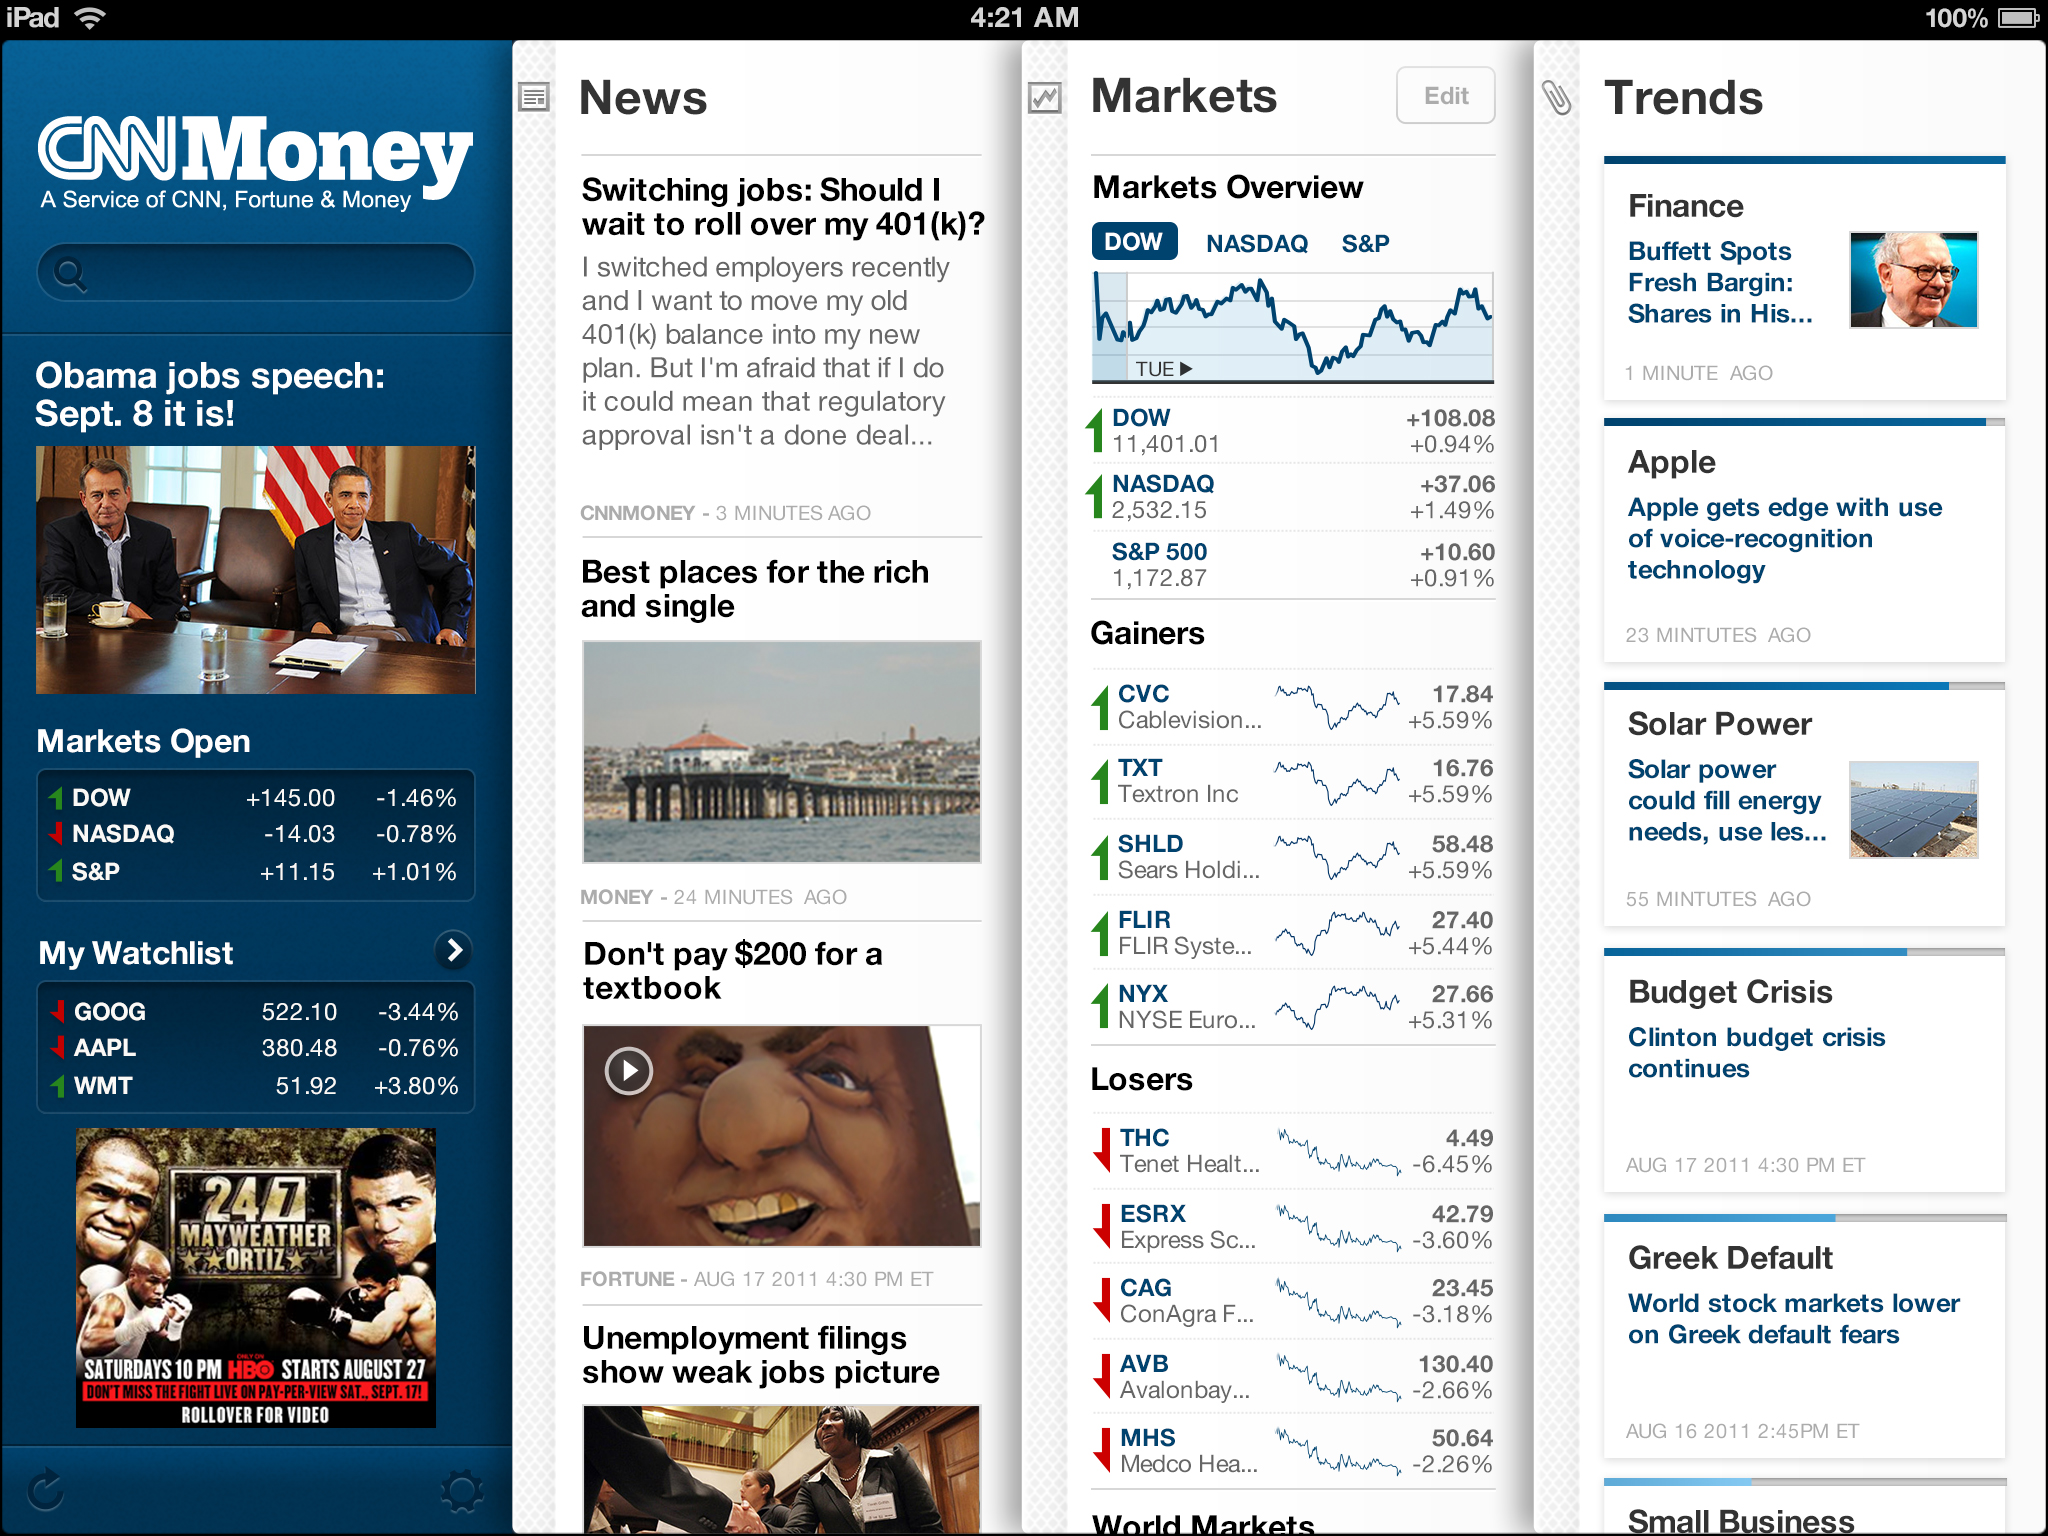 iPad
4:21 AM
100%
CNNMoney
A Service of CNN, Fortune & Money
Obama jobs speech:
Sept. 8 it is!
Markets Open
DOW +145.00 -1.46%
NASDAQ -14.03 -0.78%
S&P +11.15 +1.01%
My Watchlist
GOOG 522.10 -3.44%
AAPL 380.48 -0.76%
WMT 51.92 +3.80%
24/7
MAYWEATHER
ORTIZ
ONLY ON
SATURDAYS 10 PM HBO STARTS AUGUST 27
DON'T MISS THE FIGHT LIVE ON PAY-PER-VIEW SAT., SEPT. 17!
ROLLOVER FOR VIDEO
News
Switching jobs: Should I
wait to roll over my 401(k)?
I switched employers recently
and I want to move my old
401(k) balance into my new
plan. But I'm afraid that if I do
it could mean that regulatory
approval isn't a done deal...
CNNMONEY - 3 MINUTES AGO
Best places for the rich
and single
MONEY - 24 MINUTES AGO
Don't pay $200 for a
textbook
FORTUNE - AUG 17 2011 4:30 PM ET
Unemployment filings
show weak jobs picture
Markets
Edit
Markets Overview
DOW NASDAQ S&P
TUE
DOW +108.08
11,401.01 +0.94%
NASDAQ +37.06
2,532.15 +1.49%
S&P 500 +10.60
1,172.87 +0.91%
Gainers
CVC 17.84
Cablevision... +5.59%
TXT 16.76
Textron Inc +5.59%
SHLD 58.48
Sears Holdi... +5.59%
FLIR 27.40
FLIR Syste... +5.44%
NYX 27.66
NYSE Euro... +5.31%
Losers
THC 4.49
Tenet Healt... -6.45%
ESRX 42.79
Express Sc... -3.60%
CAG 23.45
ConAgra F... -3.18%
AVB 130.40
Avalonbay... -2.66%
MHS 50.64
Medco Hea... -2.26%
World Markets
Trends
Finance
Buffett Spots
Fresh Bargin:
Shares in His...
1 MINUTE AGO
Apple
Apple gets edge with use
of voice-recognition
technology
23 MINTUTES AGO
Solar Power
Solar power
could fill energy
needs, use les...
55 MINTUTES AGO
Budget Crisis
Clinton budget crisis
continues
AUG 17 2011 4:30 PM ET
Greek Default
World stock markets lower
on Greek default fears
AUG 16 2011 2:45PM ET
Small Business